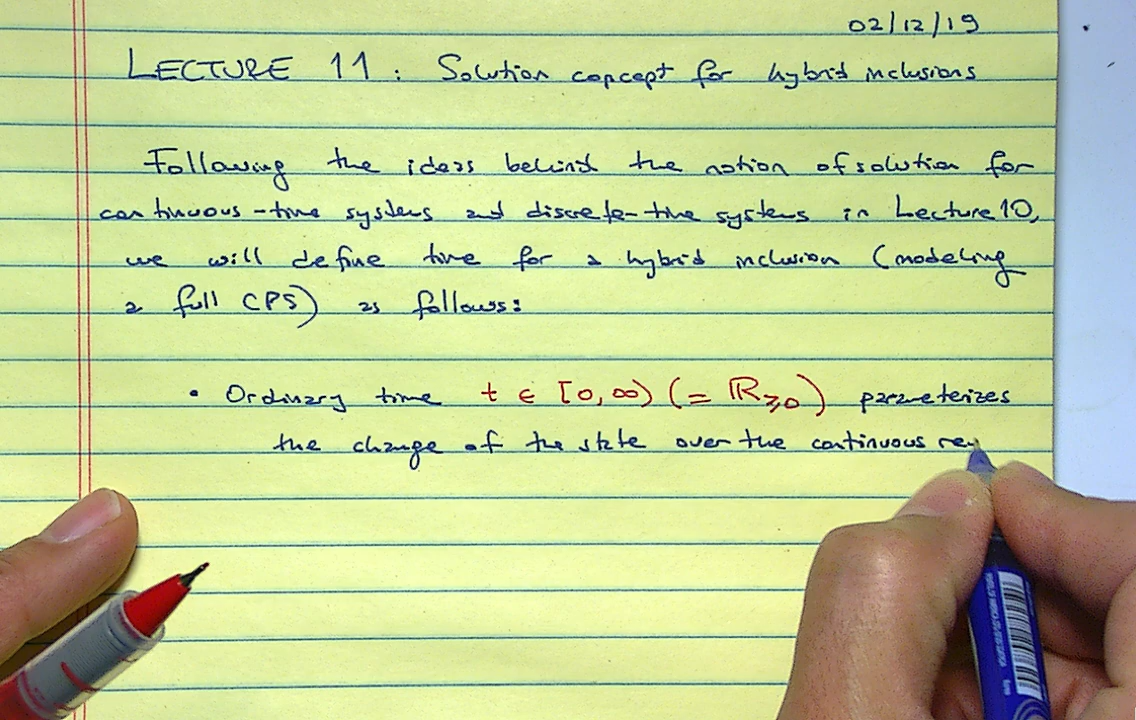 02/12/19
LECTURE 11: Solution concept for hybrid inclusions
Following the ideas behind the notion of solution for
continuous-time systems and discrete-time systems in Lecture 10,
we will define time for a hybrid inclusion (modeling
a full CPS) as follows:
• Ordinary time t ∈ [0,∞) (= ℝ≥0) parameterizes
the change of the state over the continuous